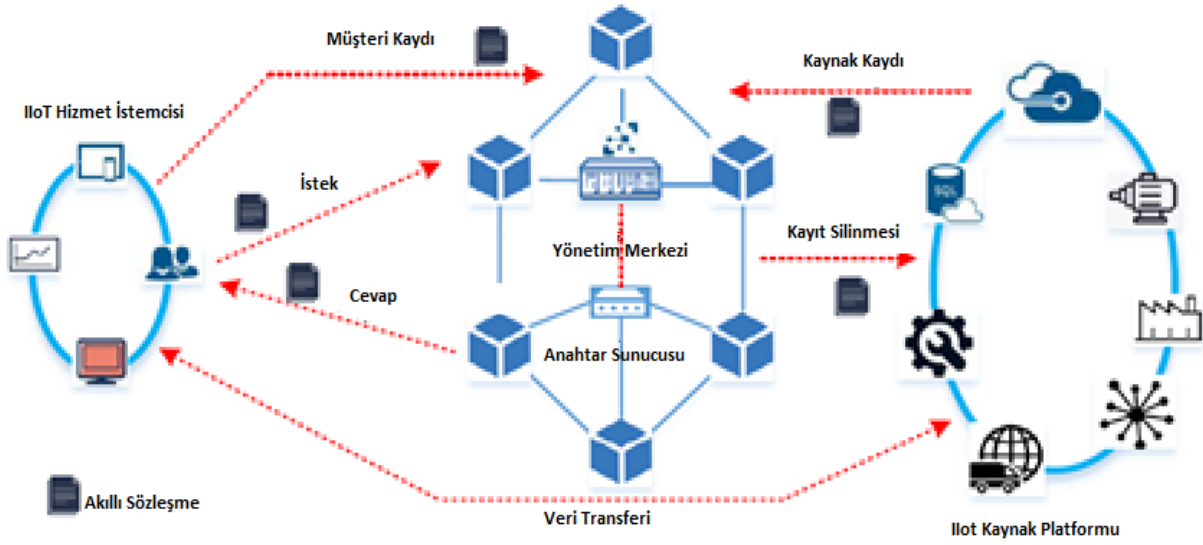 Müşteri Kaydı
Kaynak Kaydı
IIoT Hizmet İstemcisi
İstek
SQL
Yönetim Merkezi
Kayıt Silinmesi
Cevap
Anahtar Sunucusu
Akıllı Sözleşme
Veri Transferi
IIot Kaynak Platformu